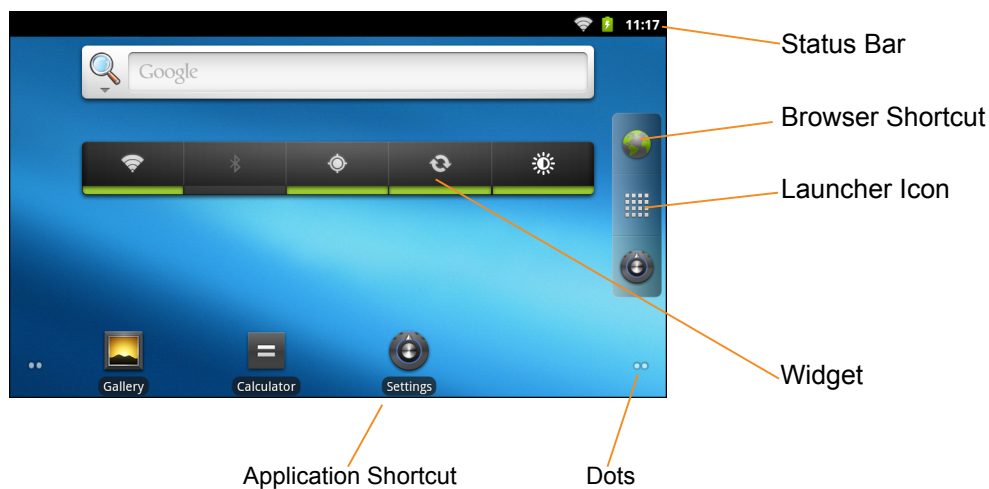 11:17
Status Bar
Google
Browser Shortcut
Launcher Icon
Widget
Gallery
Calculator
Settings
Application Shortcut
Dots